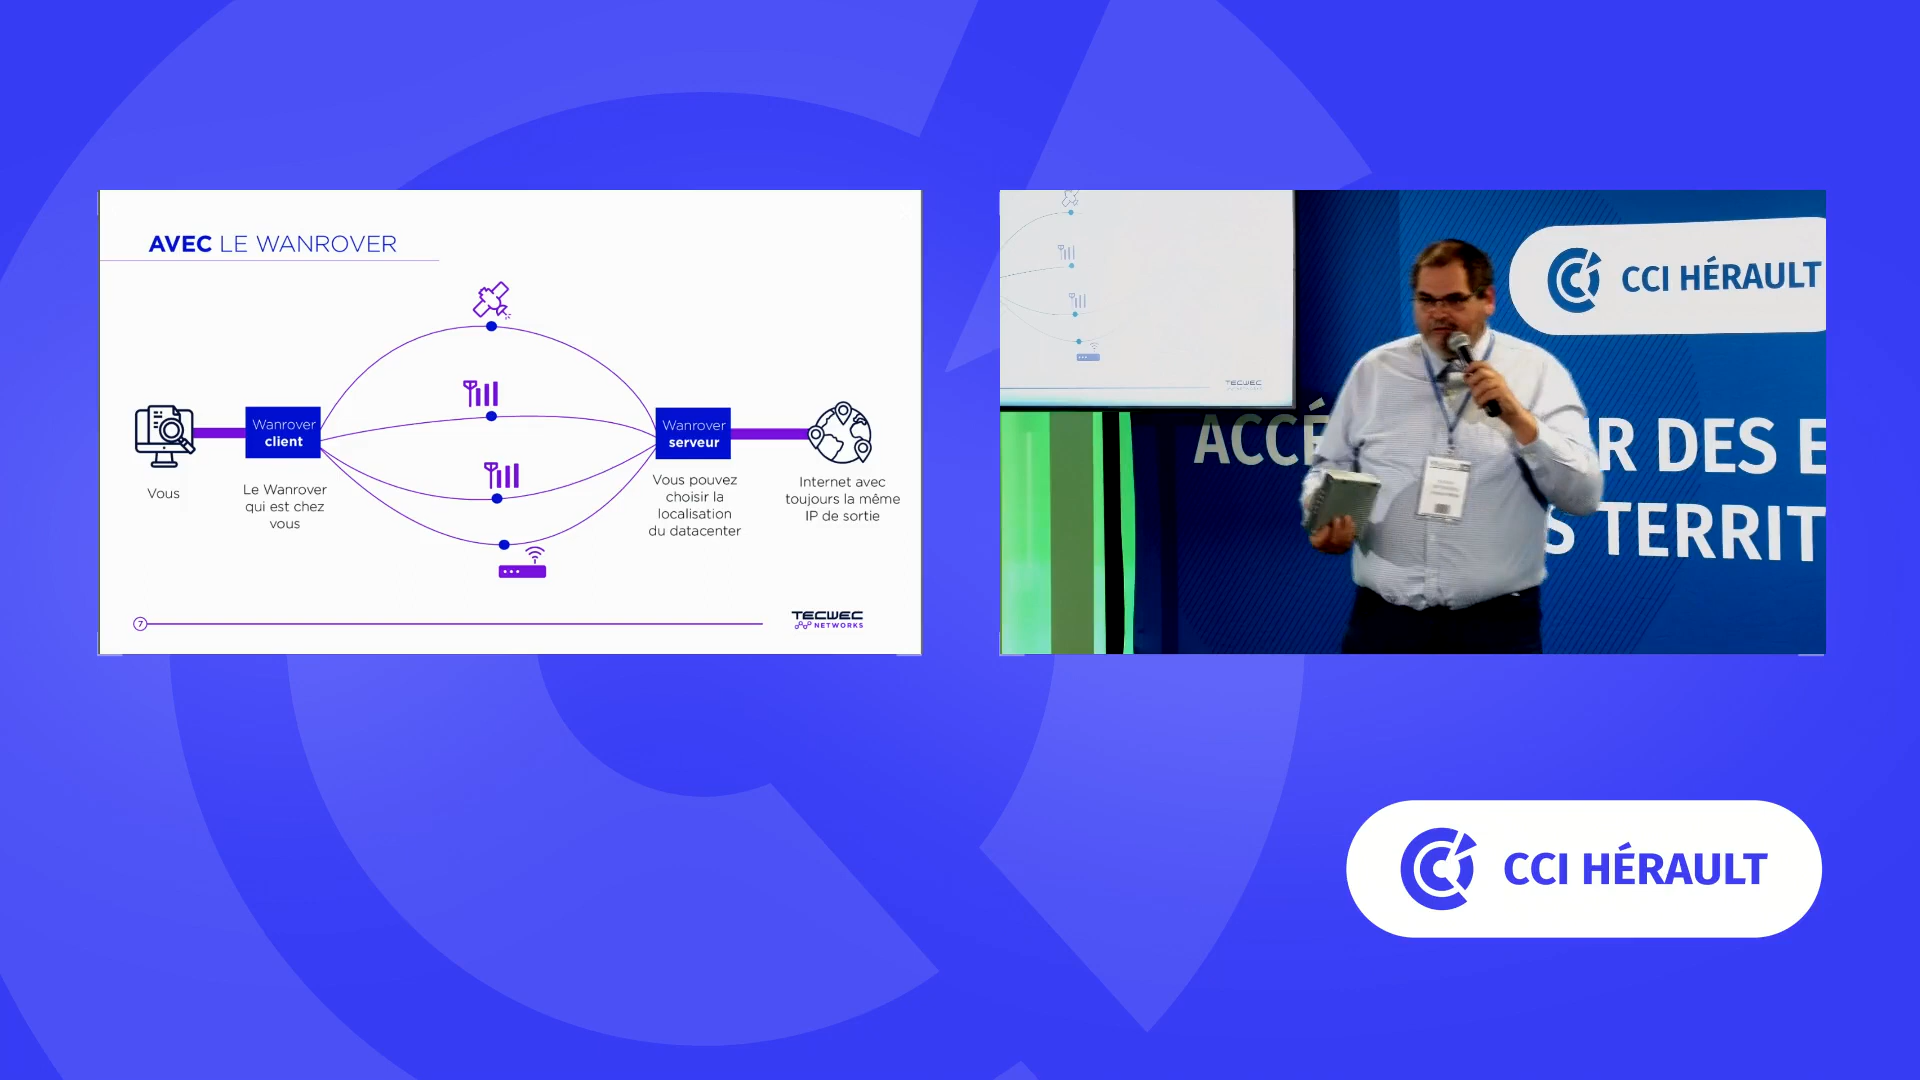 AVEC LE WANROVER
Vous
Wanrover
client
Le Wanrover
qui est chez
vous
Wanrover
serveur
Vous pouvez
choisir la
localisation
du datacenter
Internet avec
toujours la même
IP de sortie
7
TECWEC
NETWORKS
TECWEC
CCI HÉRAULT
ACCÉ
R DES E
S TERRIT
CCI HÉRAULT